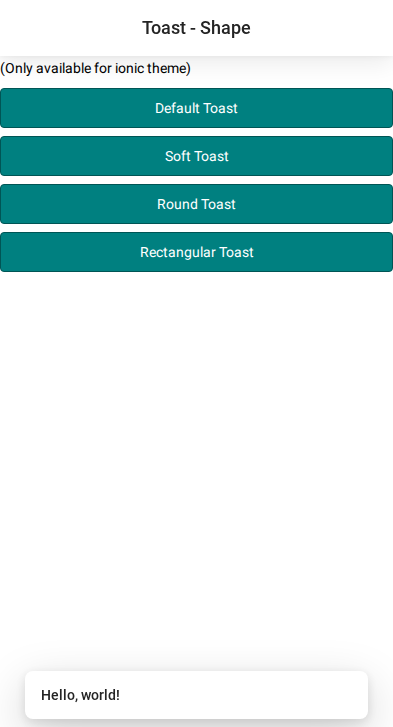 Toast - Shape
(Only available for ionic theme)
Default Toast
Soft Toast
Round Toast
Rectangular Toast
Hello, world!